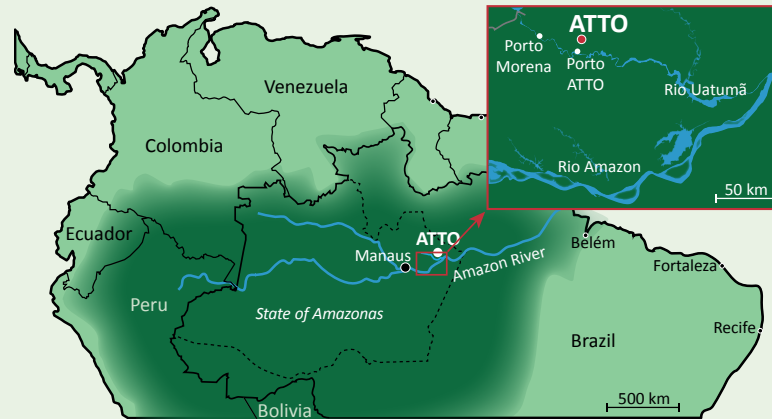 Venezuela
Colombia
Ecuador
Peru
Manaus
ATTO
Amazon River
State of Amazonas
Bolivia
Brazil
Belém
Fortaleza
Recife
500 km
ATTO
Porto
Morena
Porto
ATTO
Rio Uatumã
Rio Amazon
50 km